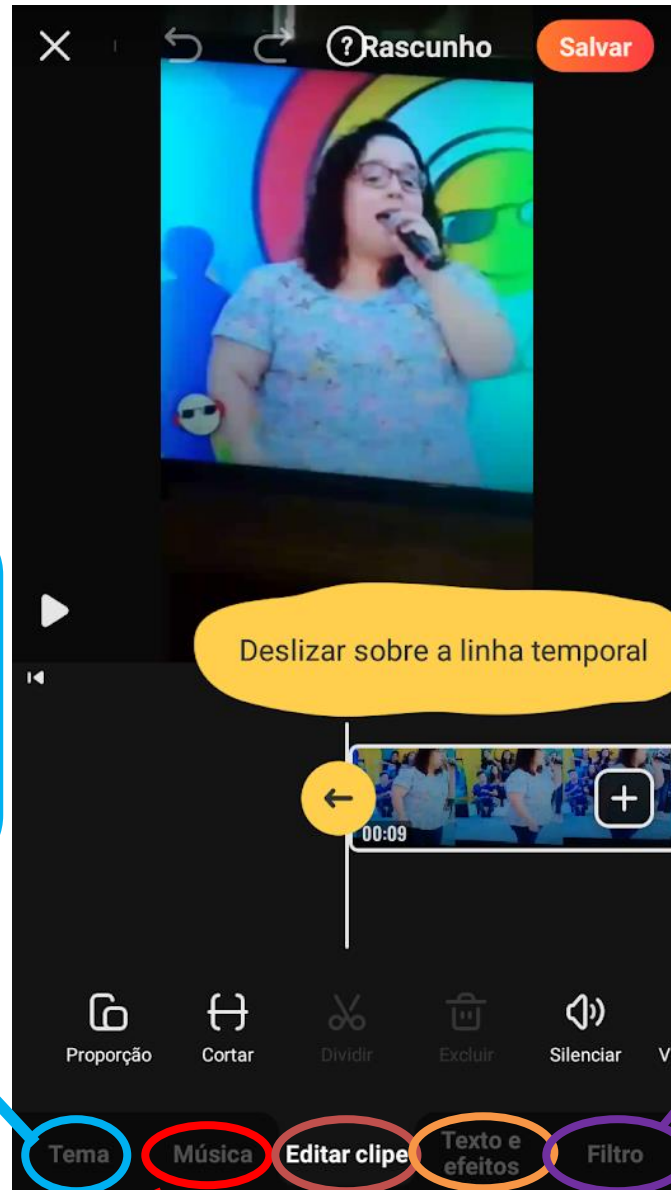 Rascunho
Salvar
Deslizar sobre a linha temporal
00:09
Proporção
Cortar
Dividir
Excluir
Silenciar
V
Tema
Música
Editar clipe
Texto e
efeitos
Filtro